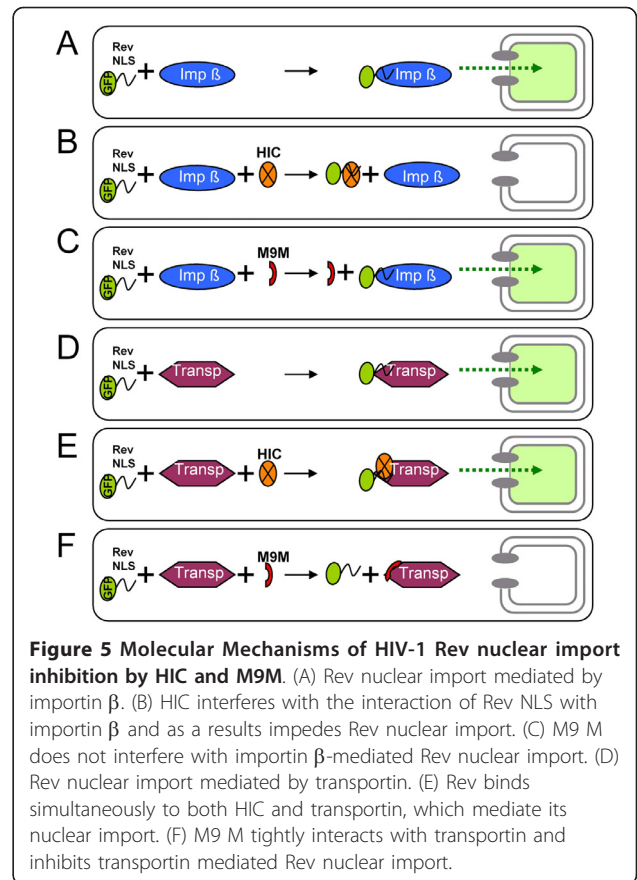 A
Rev
NLS
GFP + Imp ß → Imp ß
B
Rev
NLS
HIC
GFP + Imp ß + → + Imp ß
C
Rev
NLS
M9M
GFP + Imp ß + → + Imp ß
D
Rev
NLS
GFP + Transp → Transp
E
Rev
NLS
HIC
GFP + Transp + → Transp
F
Rev
NLS
M9M
GFP + Transp + → + Transp
Figure 5 Molecular Mechanisms of HIV-1 Rev nuclear import
inhibition by HIC and M9M. (A) Rev nuclear import mediated by
importin β. (B) HIC interferes with the interaction of Rev NLS with
importin β and as a results impedes Rev nuclear import. (C) M9 M
does not interfere with importin β-mediated Rev nuclear import. (D)
Rev nuclear import mediated by transportin. (E) Rev binds
simultaneously to both HIC and transportin, which mediate its
nuclear import. (F) M9 M tightly interacts with transportin and
inhibits transportin mediated Rev nuclear import.